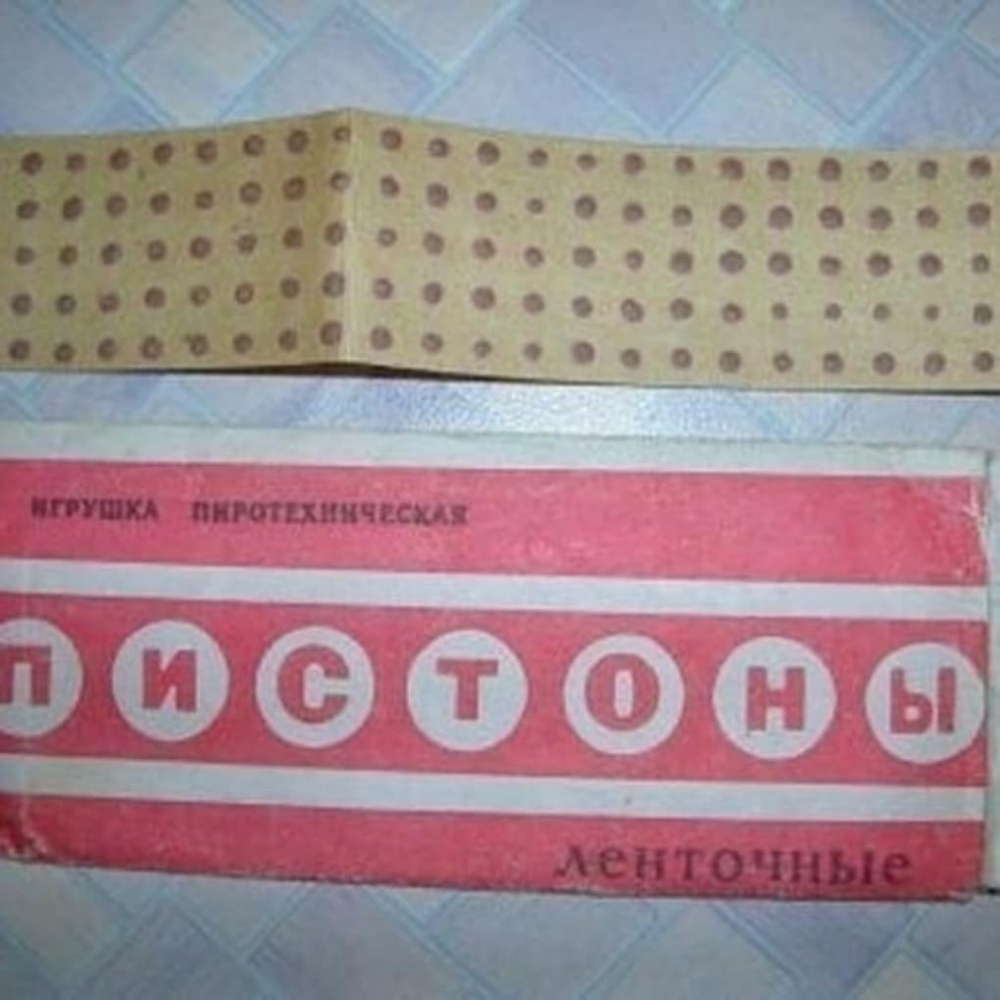 ИГРУШКА ПИРОТЕХНИЧЕСКАЯ
ПИСТОНЫ
ленточные